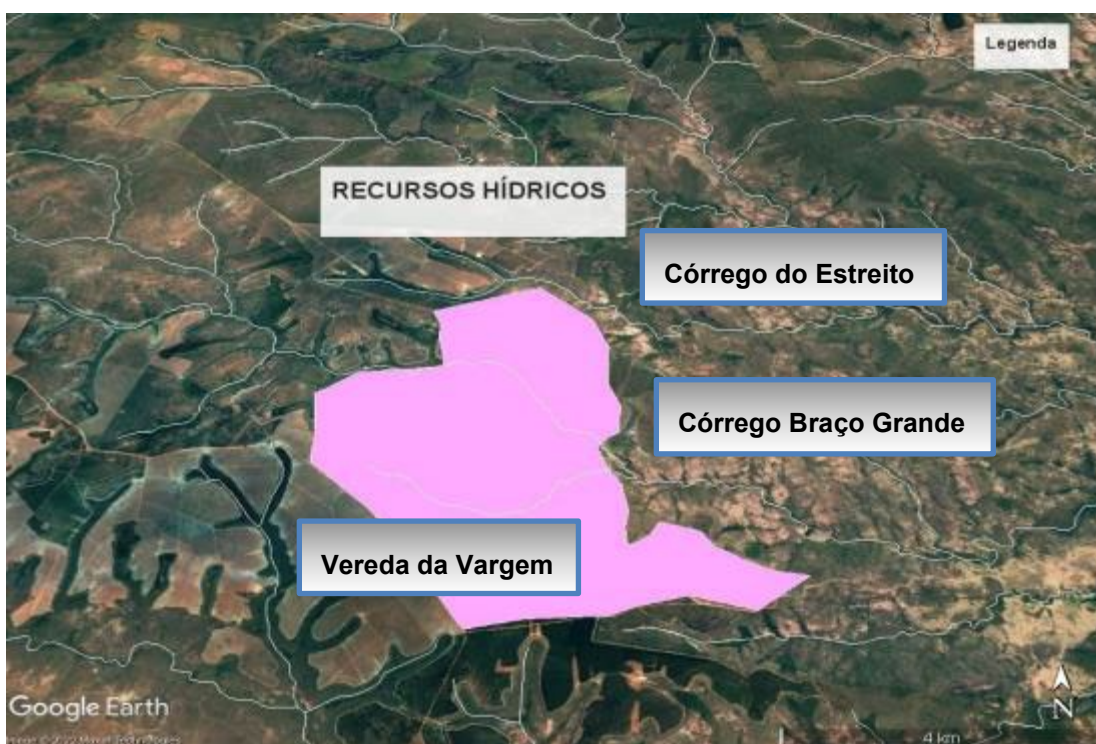 Legenda
RECURSOS HÍDRICOS
Córrego do Estreito
Córrego Braço Grande
Vereda da Vargem
Google Earth
N
4 km